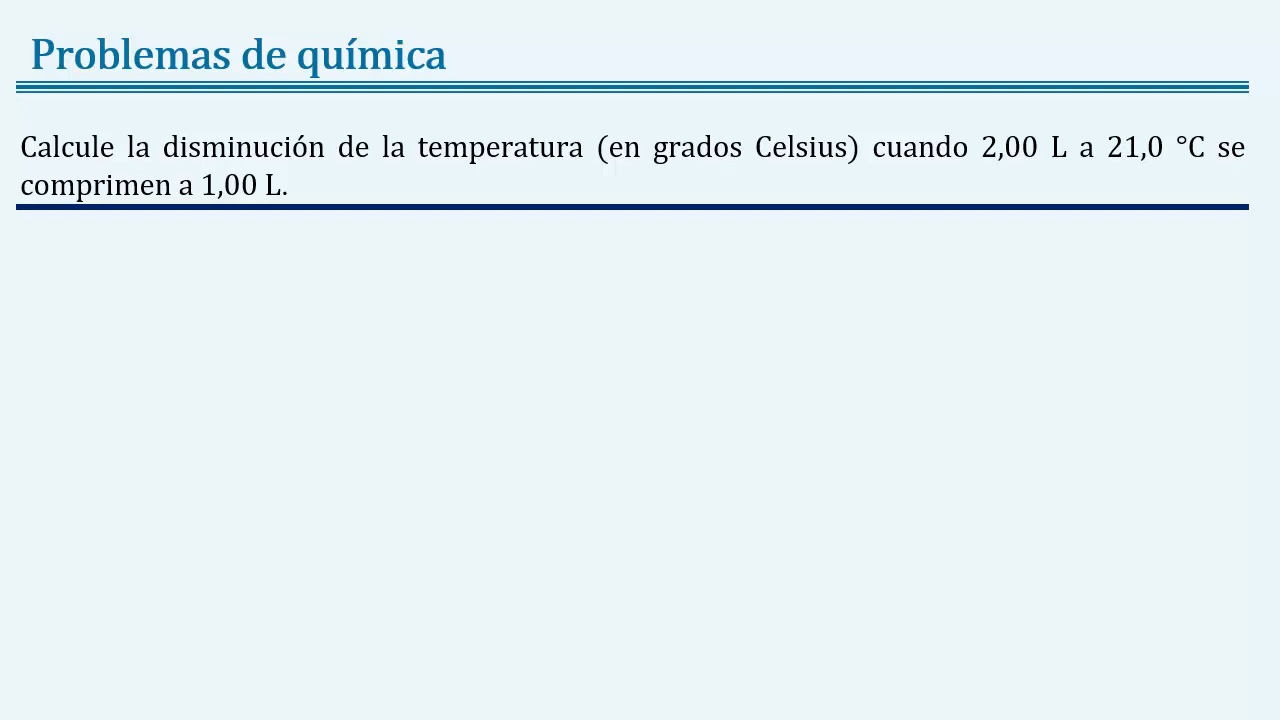 Problemas de química
Calcule la disminución de la temperatura (en grados Celsius) cuando 2,00 L a 21,0 °C se
comprimen a 1,00 L.